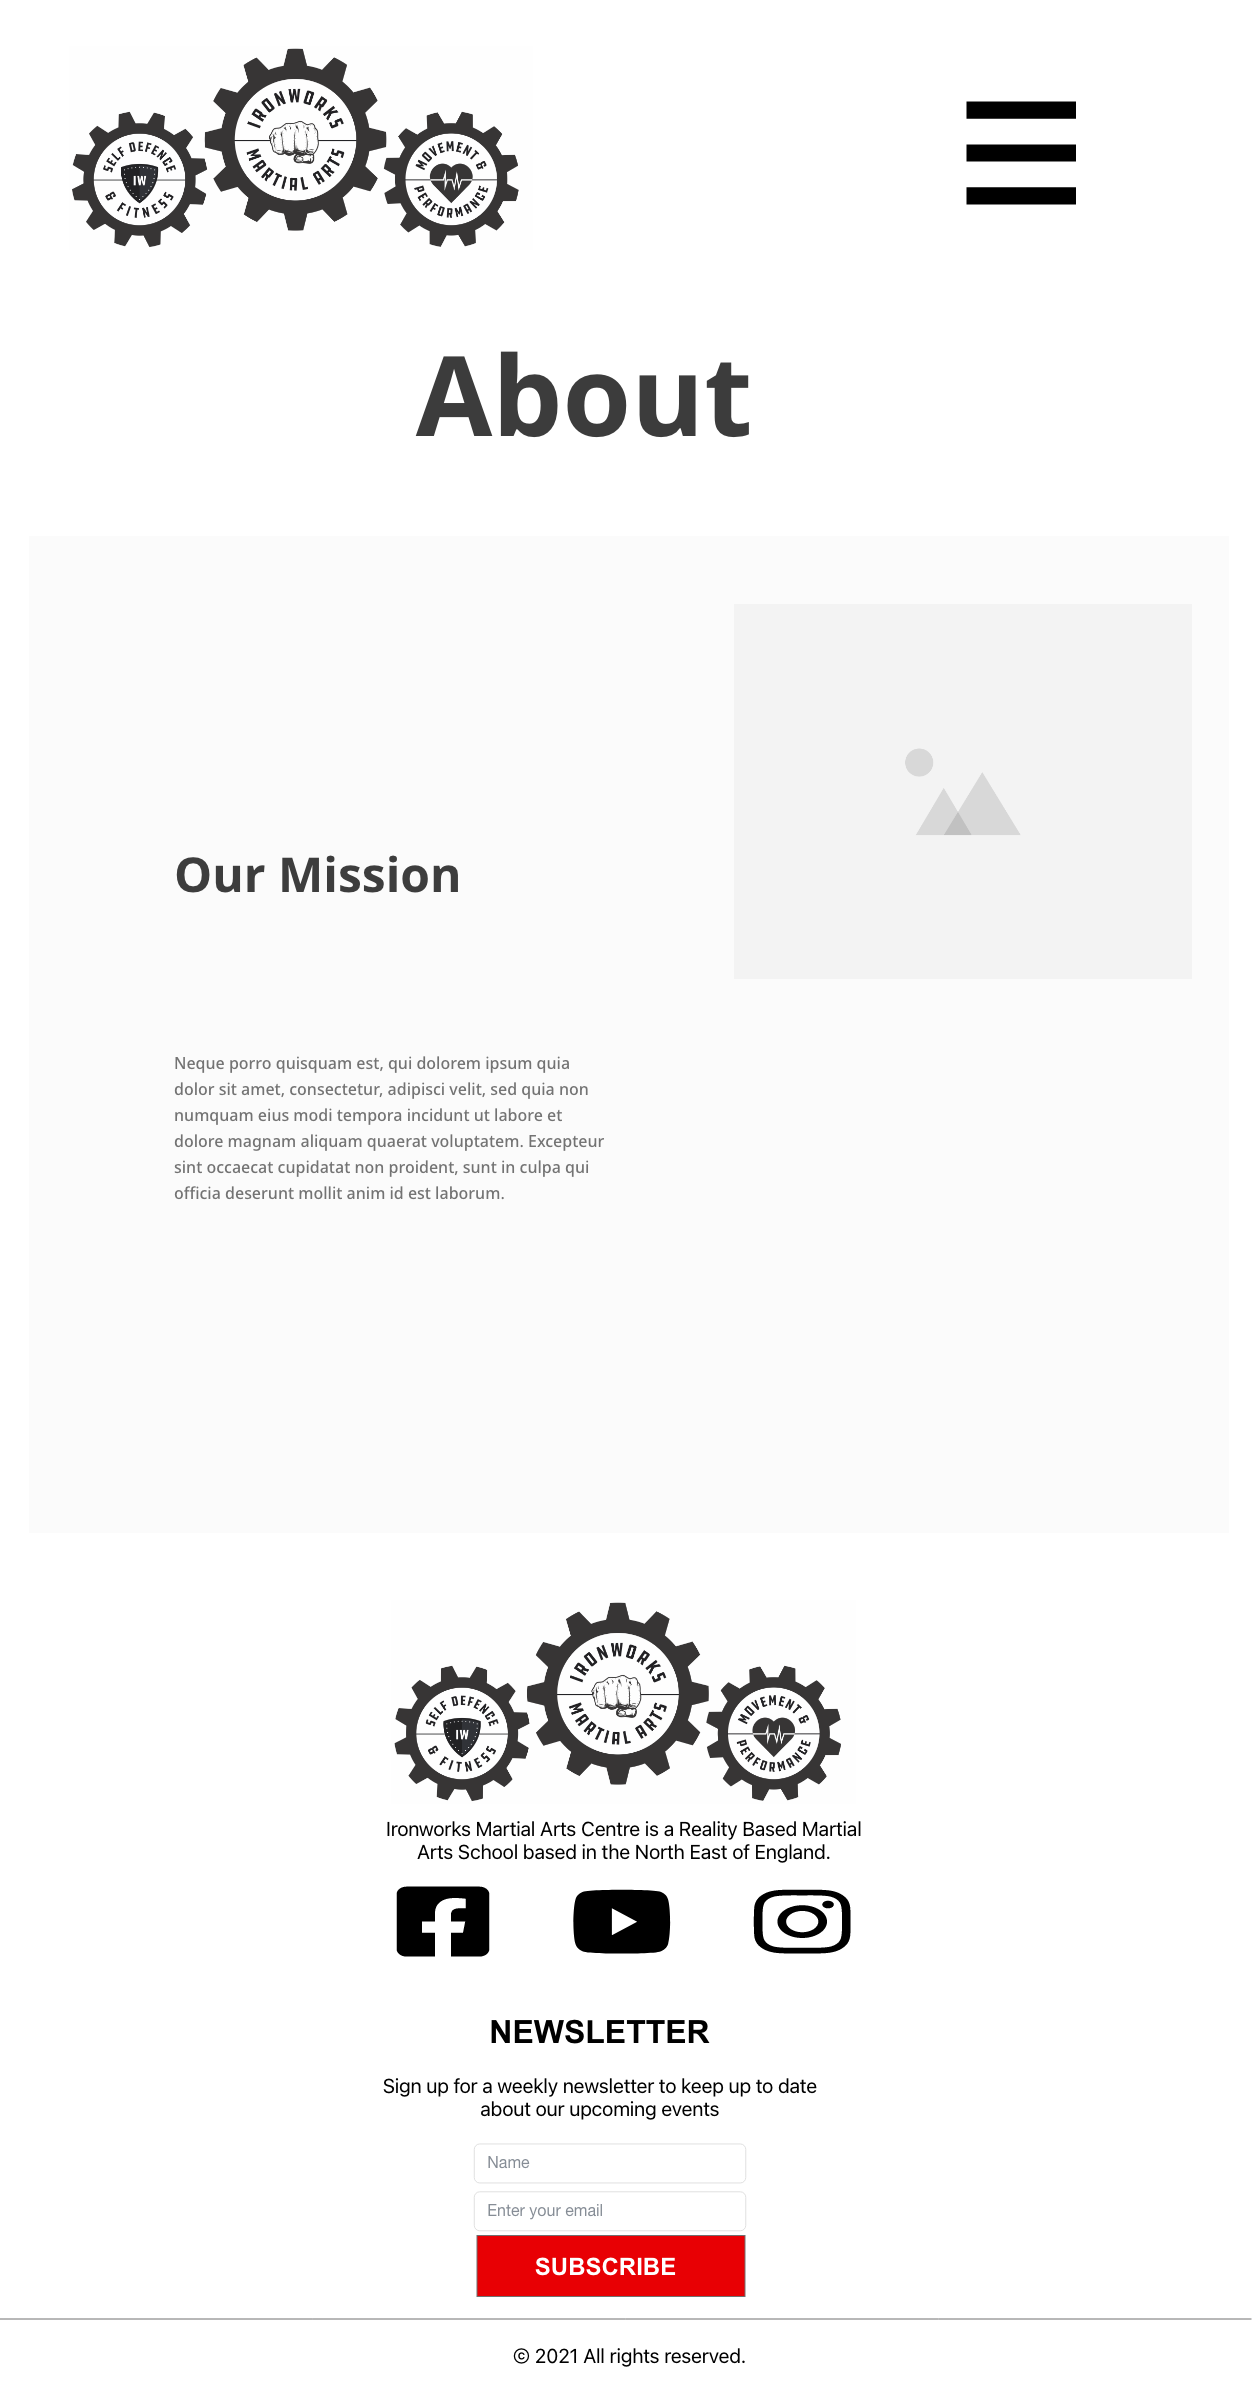 SELF DEFENCE
& FITNESS
IW
IRONWORKS
MARTIAL ARTS
MOVEMENT &
PERFORMANCE
About
Our Mission
Neque porro quisquam est, qui dolorem ipsum quia
dolor sit amet, consectetur, adipisci velit, sed quia non
numquam eius modi tempora incidunt ut labore et
dolore magnam aliquam quaerat voluptatem. Excepteur
sint occaecat cupidatat non proident, sunt in culpa qui
officia deserunt mollit anim id est laborum.
SELF DEFENCE
& FITNESS
IW
IRONWORKS
MARTIAL ARTS
MOVEMENT &
PERFORMANCE
Ironworks Martial Arts Centre is a Reality Based Martial
Arts School based in the North East of England.
NEWSLETTER
Sign up for a weekly newsletter to keep up to date
about our upcoming events
Name
Enter your email
SUBSCRIBE
© 2021 All rights reserved.